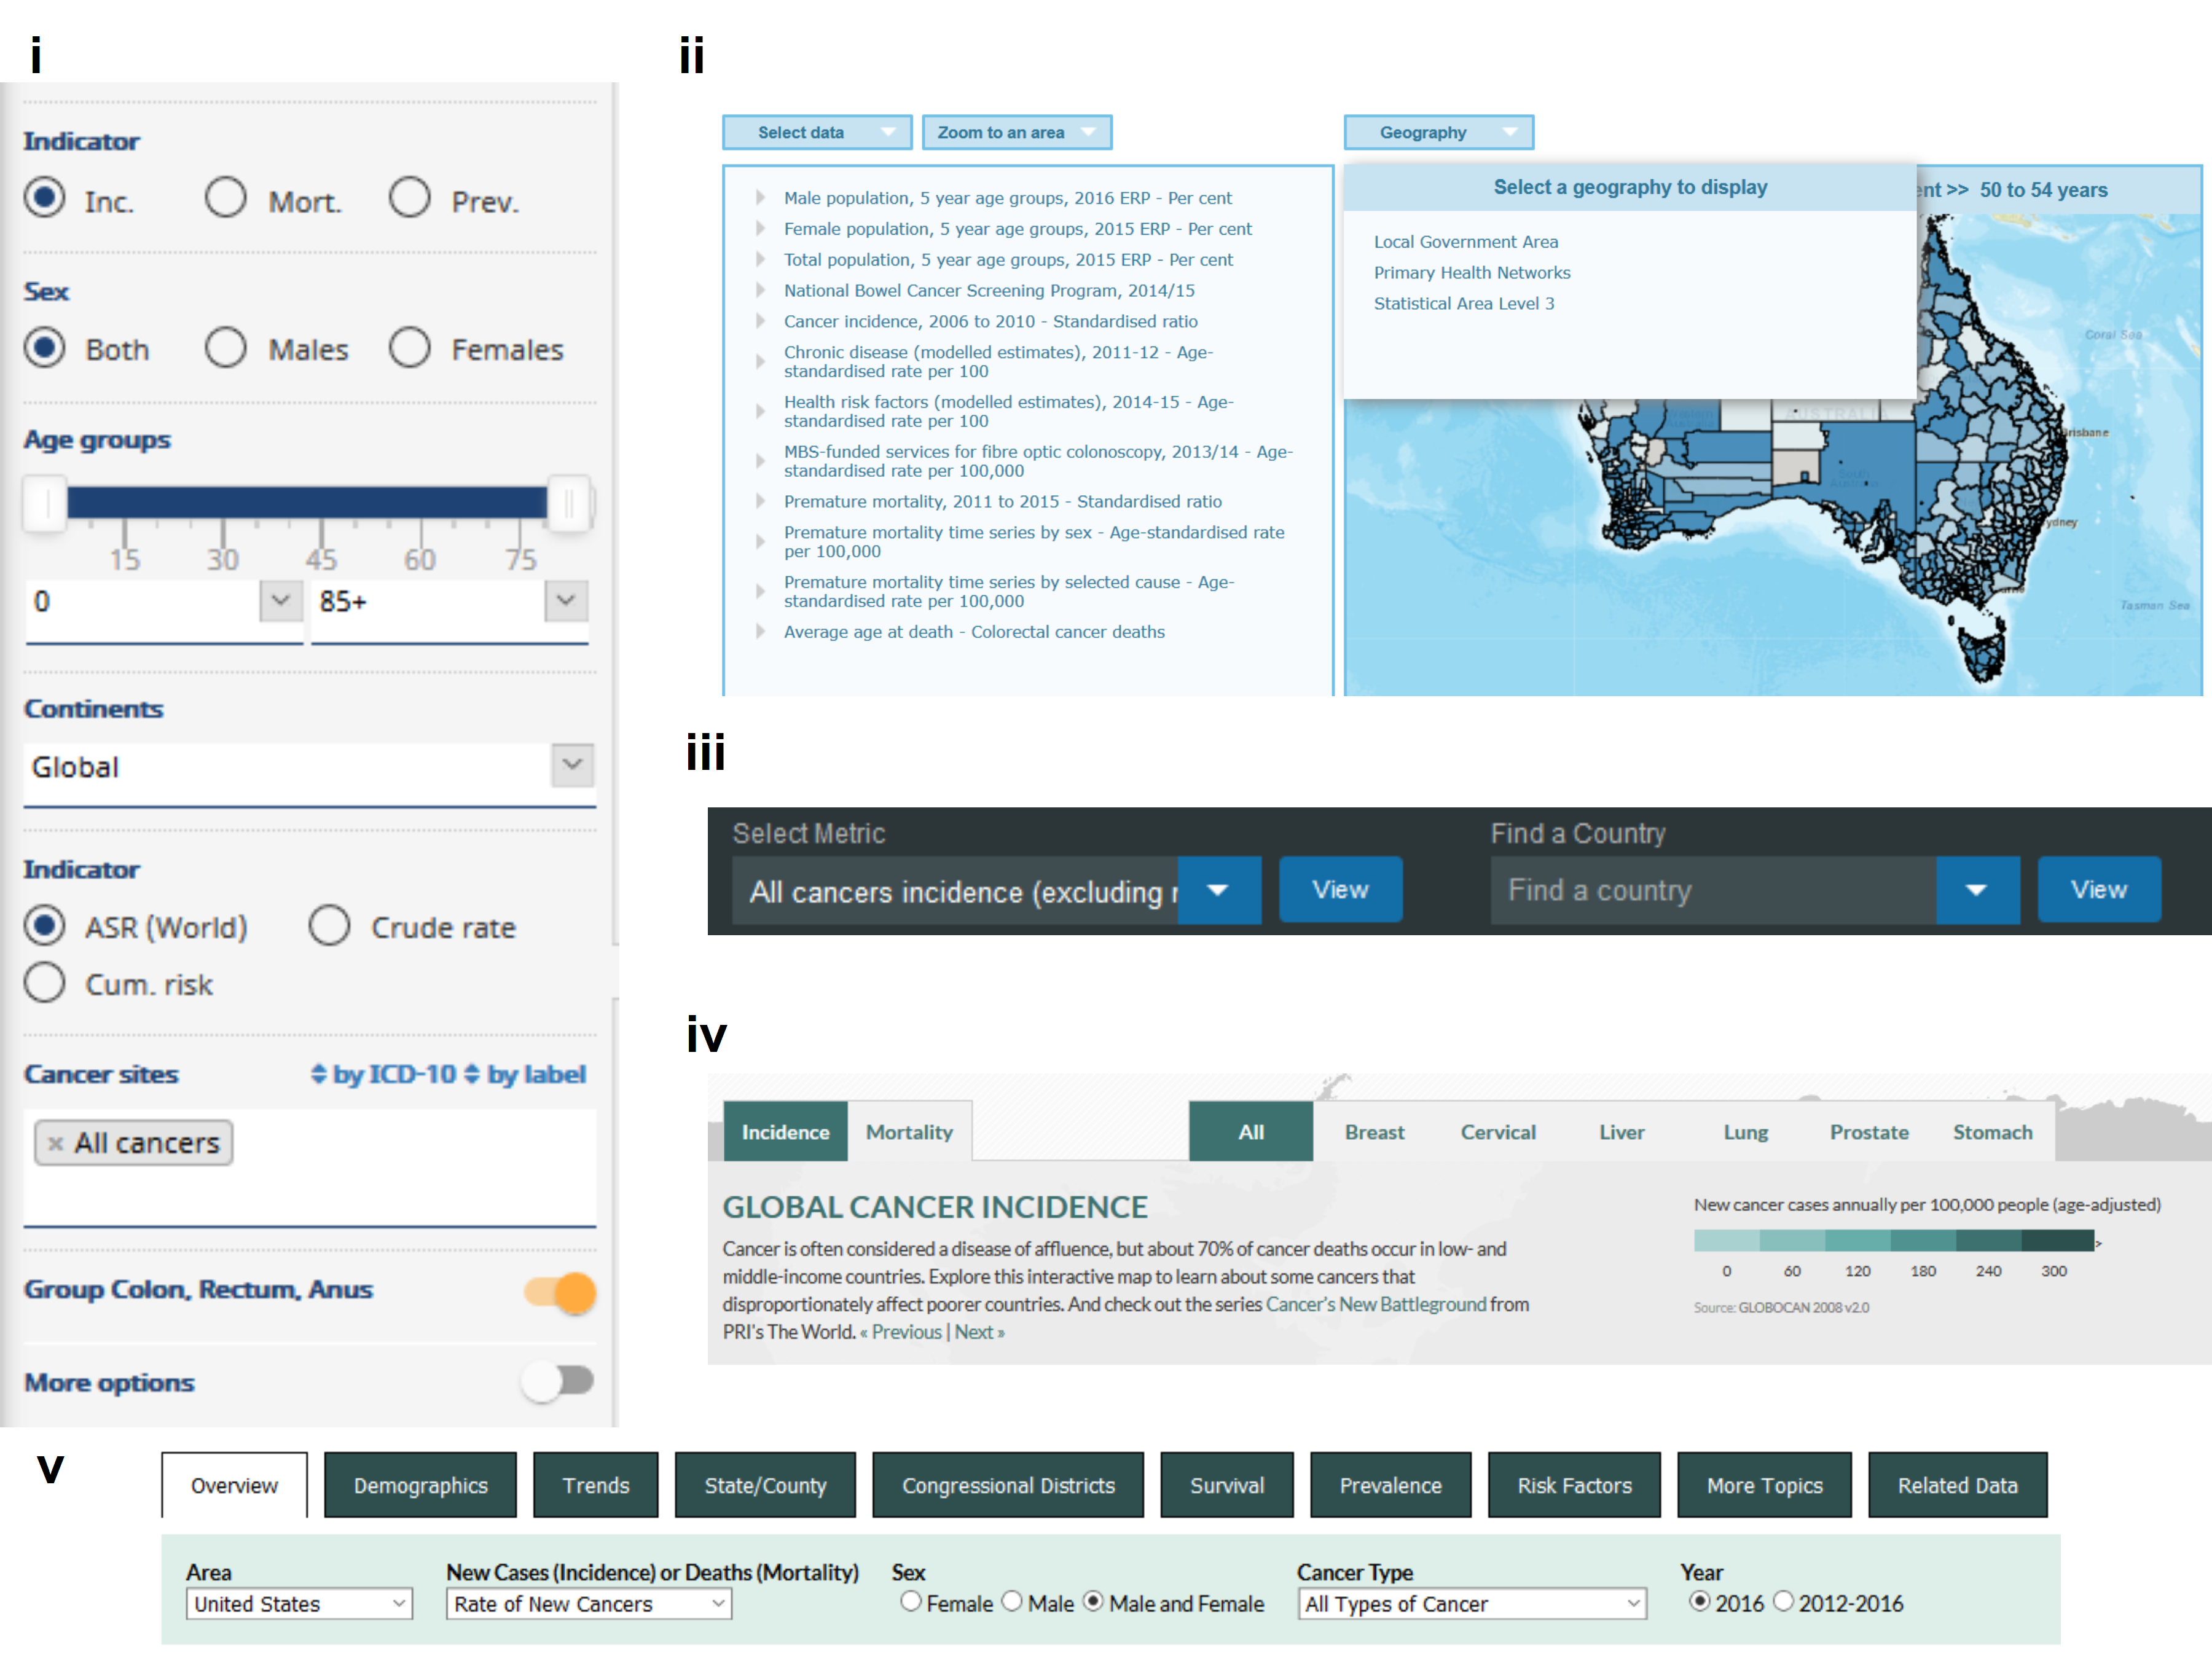 i
Indicator
Inc. Mort. Prev.
Sex
Both Males Females
Age groups
15 30 45 60 75
0 85+
Continents
Global
Indicator
ASR (World) Crude rate
Cum. risk
Cancer sites by ICD-10 by label
× All cancers
Group Colon, Rectum, Anus
More options
ii
Select data Zoom to an area Geography
Male population, 5 year age groups, 2016 ERP - Per cent
Female population, 5 year age groups, 2015 ERP - Per cent
Total population, 5 year age groups, 2015 ERP - Per cent
National Bowel Cancer Screening Program, 2014/15
Cancer incidence, 2006 to 2010 - Standardised ratio
Chronic disease (modelled estimates), 2011-12 - Age-
standardised rate per 100
Health risk factors (modelled estimates), 2014-15 - Age-
standardised rate per 100
MBS-funded services for fibre optic colonoscopy, 2013/14 - Age-
standardised rate per 100,000
Premature mortality, 2011 to 2015 - Standardised ratio
Premature mortality time series by sex - Age-standardised rate
per 100,000
Premature mortality time series by selected cause - Age-
standardised rate per 100,000
Average age at death - Colorectal cancer deaths
Select a geography to display
Local Government Area
Primary Health Networks
Statistical Area Level 3
ent >> 50 to 54 years
Coral Sea
AUSTRALIA
Brisbane
South
Australia
ydney
Tasman Sea
iii
Select Metric Find a Country
All cancers incidence (excluding View Find a country View
iv
Incidence Mortality All Breast Cervical Liver Lung Prostate Stomach
GLOBAL CANCER INCIDENCE
Cancer is often considered a disease of affluence, but about 70% of cancer deaths occur in low- and
middle-income countries. Explore this interactive map to learn about some cancers that
disproportionately affect poorer countries. And check out the series Cancer's New Battleground from
PRI's The World. « Previous | Next »
New cancer cases annually per 100,000 people (age-adjusted)
>
0 60 120 180 240 300
Source: GLOBOCAN 2008 v2.0
v
Overview Demographics Trends State/County Congressional Districts Survival Prevalence Risk Factors More Topics Related Data
Area New Cases (Incidence) or Deaths (Mortality) Sex Cancer Type Year
United States Rate of New Cancers Female Male Male and Female All Types of Cancer 2016 2012-2016